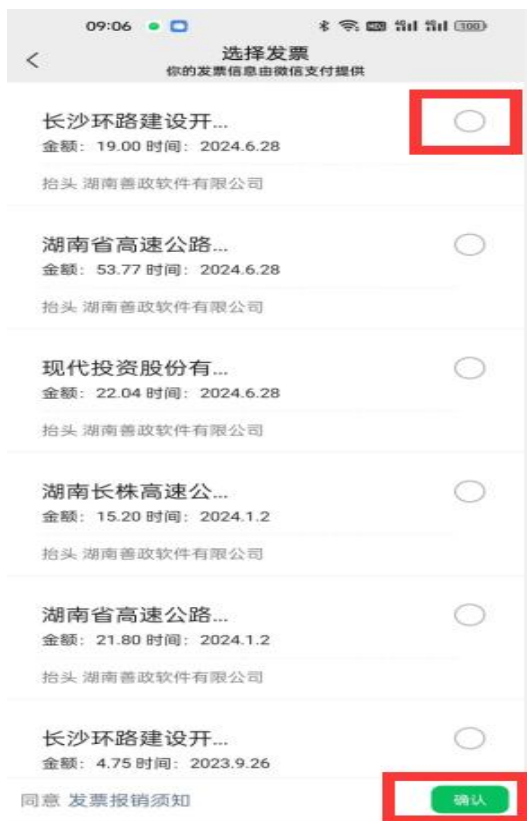 09:06
100
选择发票
你的发票信息由微信支付提供
长沙环路建设开...
金额：19.00 时间：2024.6.28
抬头 湖南善政软件有限公司
湖南省高速公路...
金额：53.77 时间：2024.6.28
抬头 湖南善政软件有限公司
现代投资股份有...
金额：22.04 时间：2024.6.28
抬头 湖南善政软件有限公司
湖南长株高速公...
金额：15.20 时间：2024.1.2
抬头 湖南善政软件有限公司
湖南省高速公路...
金额：21.80 时间：2024.1.2
抬头 湖南善政软件有限公司
长沙环路建设开...
金额：4.75 时间：2023.9.26
同意 发票报销须知
确认